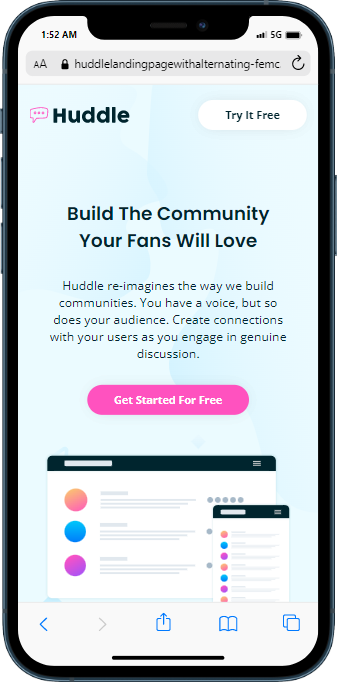 1:52 AM 5G
AA huddlelandingpagewithalternating-femc.
Huddle Try It Free
Build The Community
Your Fans Will Love
Huddle re-imagines the way we build
communities. You have a voice, but so
does your audience. Create connections
with your users as you engage in genuine
discussion.
Get Started For Free